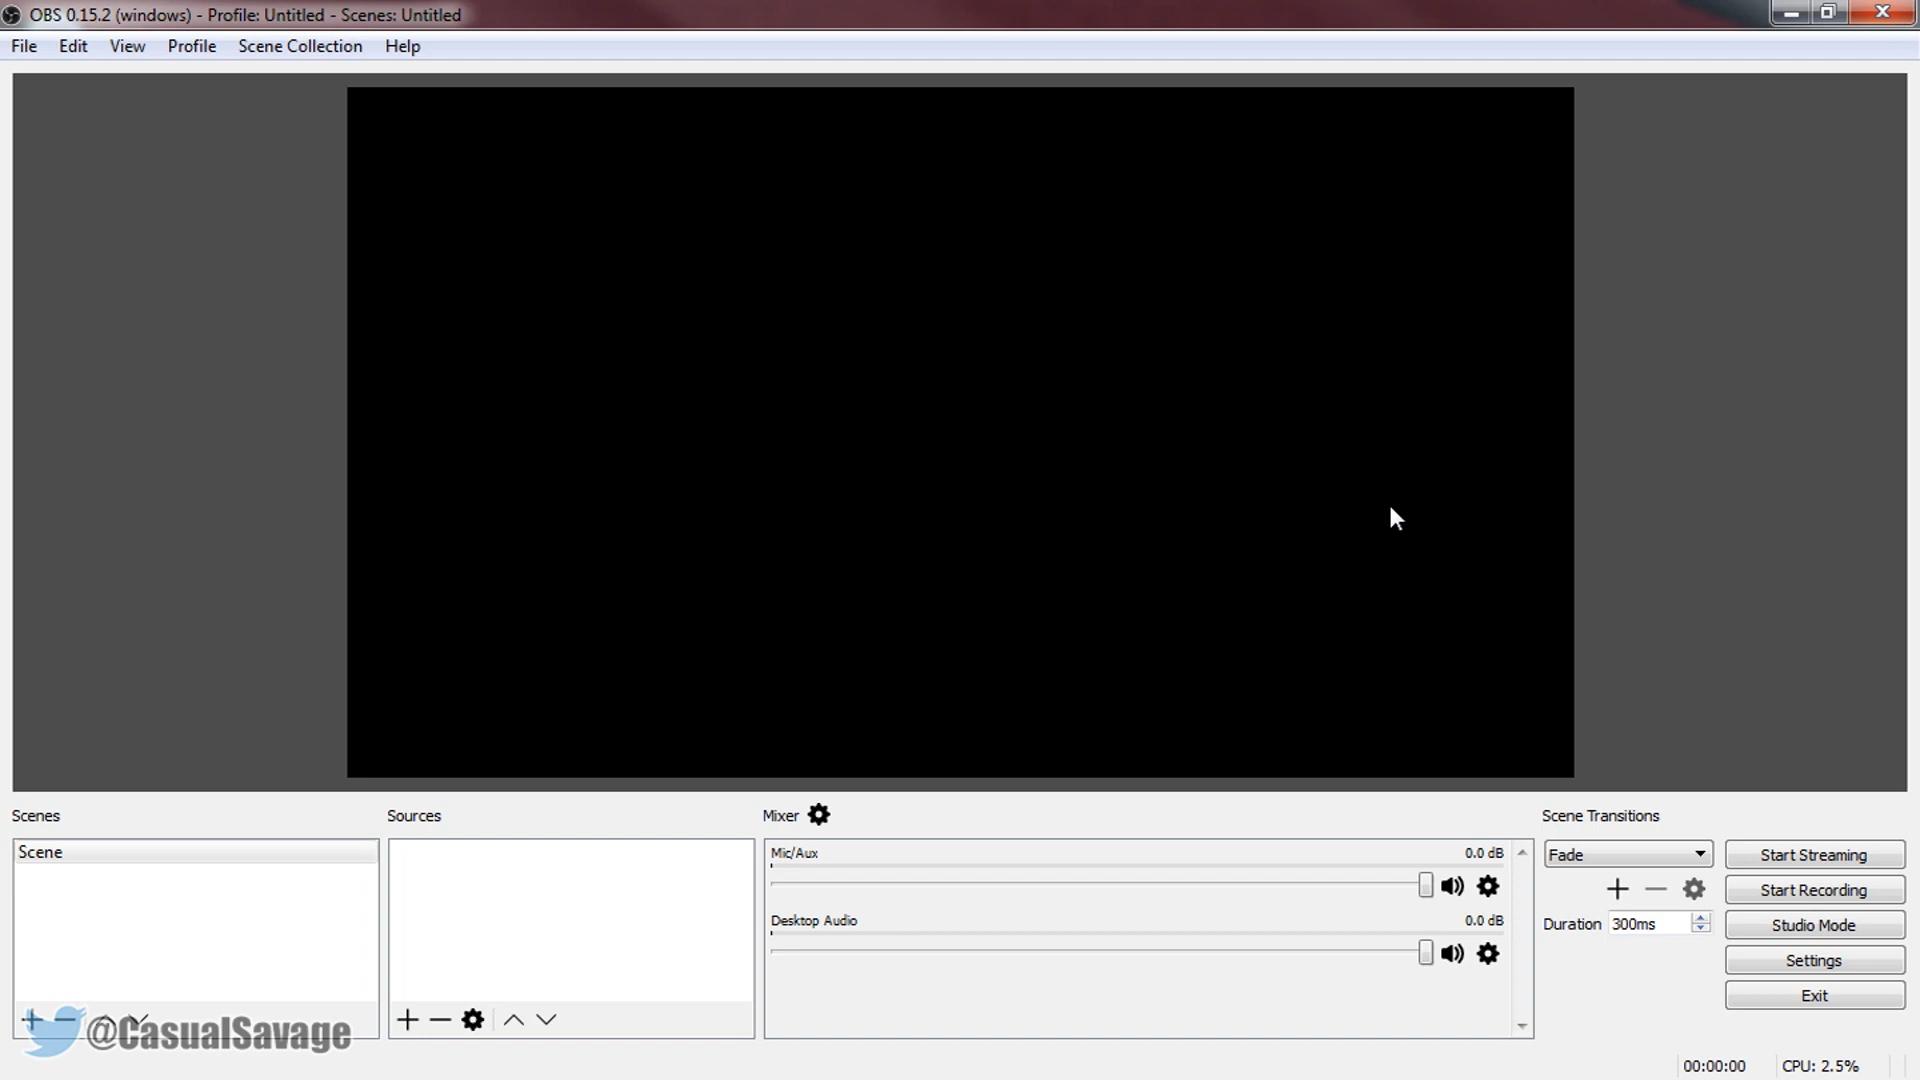 OBS 0.15.2 (windows) - Profile: Untitled - Scenes: Untitled
File Edit View Profile Scene Collection Help
Scenes
Scene
Sources
Mixer
Mic/Aux 0.0 dB
Desktop Audio 0.0 dB
Scene Transitions
Fade
Duration 300ms
Start Streaming
Start Recording
Studio Mode
Settings
Exit
@CasualSavage
00:00:00 CPU: 2.5%